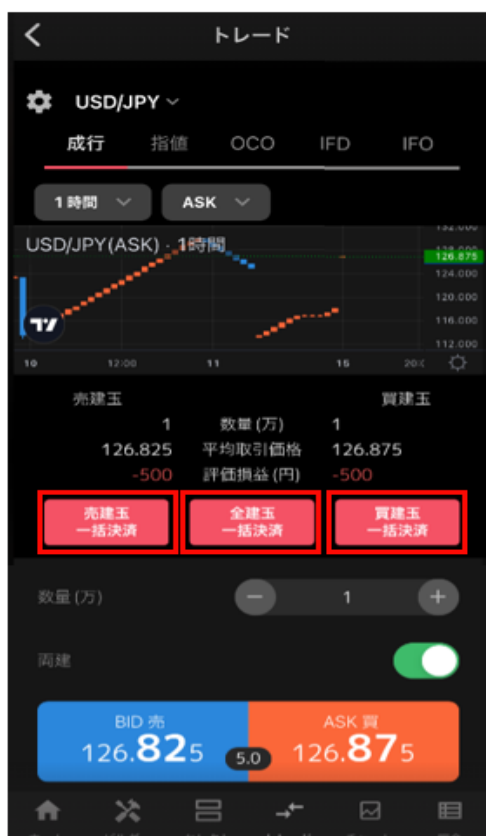 トレード
USD/JPY
成行 指値 OCO IFD IFO
1時間 ASK
USD/JPY(ASK) · 1時間
126.875
124.000
120.000
116.000
112.000
10 12:00 11 15
売建玉 買建玉
1 数量(万) 1
126.825 平均取引価格 126.875
-500 評価損益(円) -500
売建玉 全建玉 買建玉
一括決済 一括決済 一括決済
数量(万) 1
両建
BID 売 ASK 買
126.825 5.0 126.875